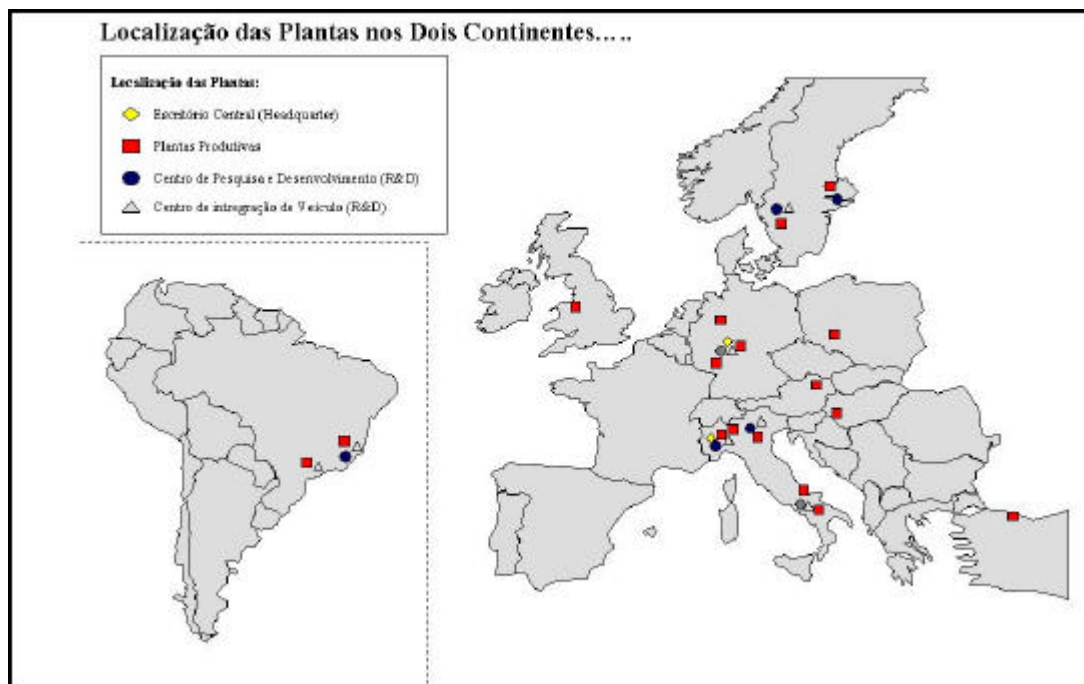 Localização das Plantas nos Dois Continentes.....
Localização das Plantas:
Escritório Central (Headquarter)
Plantas Produtivas
Centro de Pesquisa e Desenvolvimento (R&D)
Centro de intregração de Veículo (R&D)